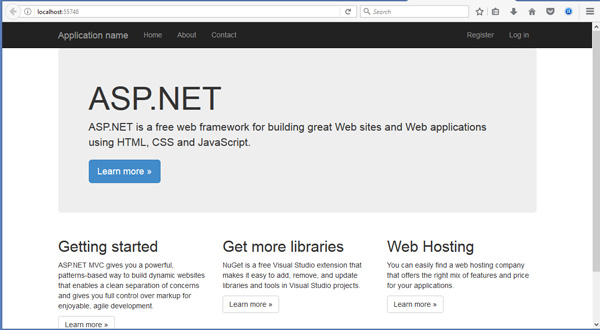 localhost:55740
Search
Application name Home About Contact Register Log in
ASP.NET
ASP.NET is a free web framework for building great Web sites and Web applications
using HTML, CSS and JavaScript.
Learn more »
Getting started
ASP.NET MVC gives you a powerful,
patterns-based way to build dynamic websites
that enables a clean separation of concerns
and gives you full control over markup for
enjoyable, agile development.
Learn more »
Get more libraries
NuGet is a free Visual Studio extension that
makes it easy to add, remove, and update
libraries and tools in Visual Studio projects.
Learn more »
Web Hosting
You can easily find a web hosting company
that offers the right mix of features and price
for your applications.
Learn more »